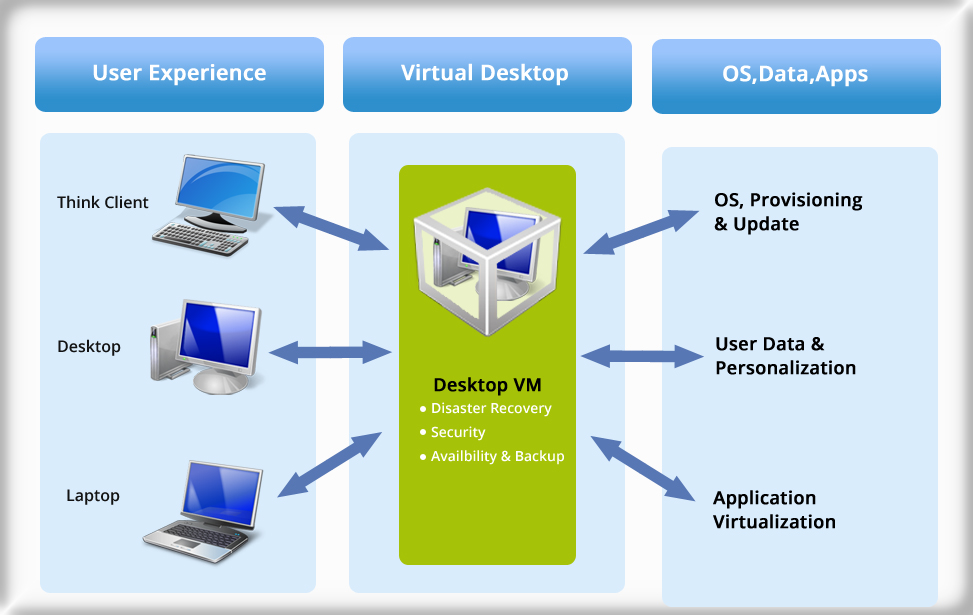 User Experience
Virtual Desktop
OS,Data,Apps
Think Client
Desktop
Laptop
Desktop VM
• Disaster Recovery
• Security
• Availbility & Backup
OS, Provisioning
& Update
User Data &
Personalization
Application
Virtualization